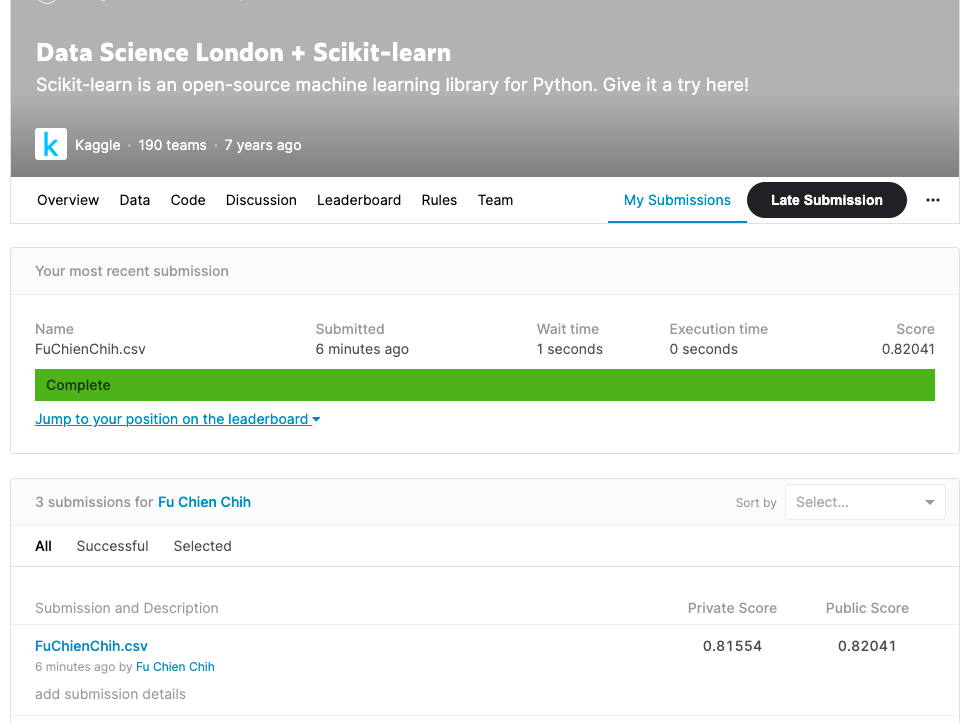 Data Science London + Scikit-learn
Scikit-learn is an open-source machine learning library for Python. Give it a try here!
k Kaggle · 190 teams · 7 years ago
Overview Data Code Discussion Leaderboard Rules Team My Submissions Late Submission ...
Your most recent submission
Name Submitted Wait time Execution time Score
FuChienChih.csv 6 minutes ago 1 seconds 0 seconds 0.82041
Complete
Jump to your position on the leaderboard
3 submissions for Fu Chien Chih Sort by Select...
All Successful Selected
Submission and Description Private Score Public Score
FuChienChih.csv 0.81554 0.82041
6 minutes ago by Fu Chien Chih
add submission details